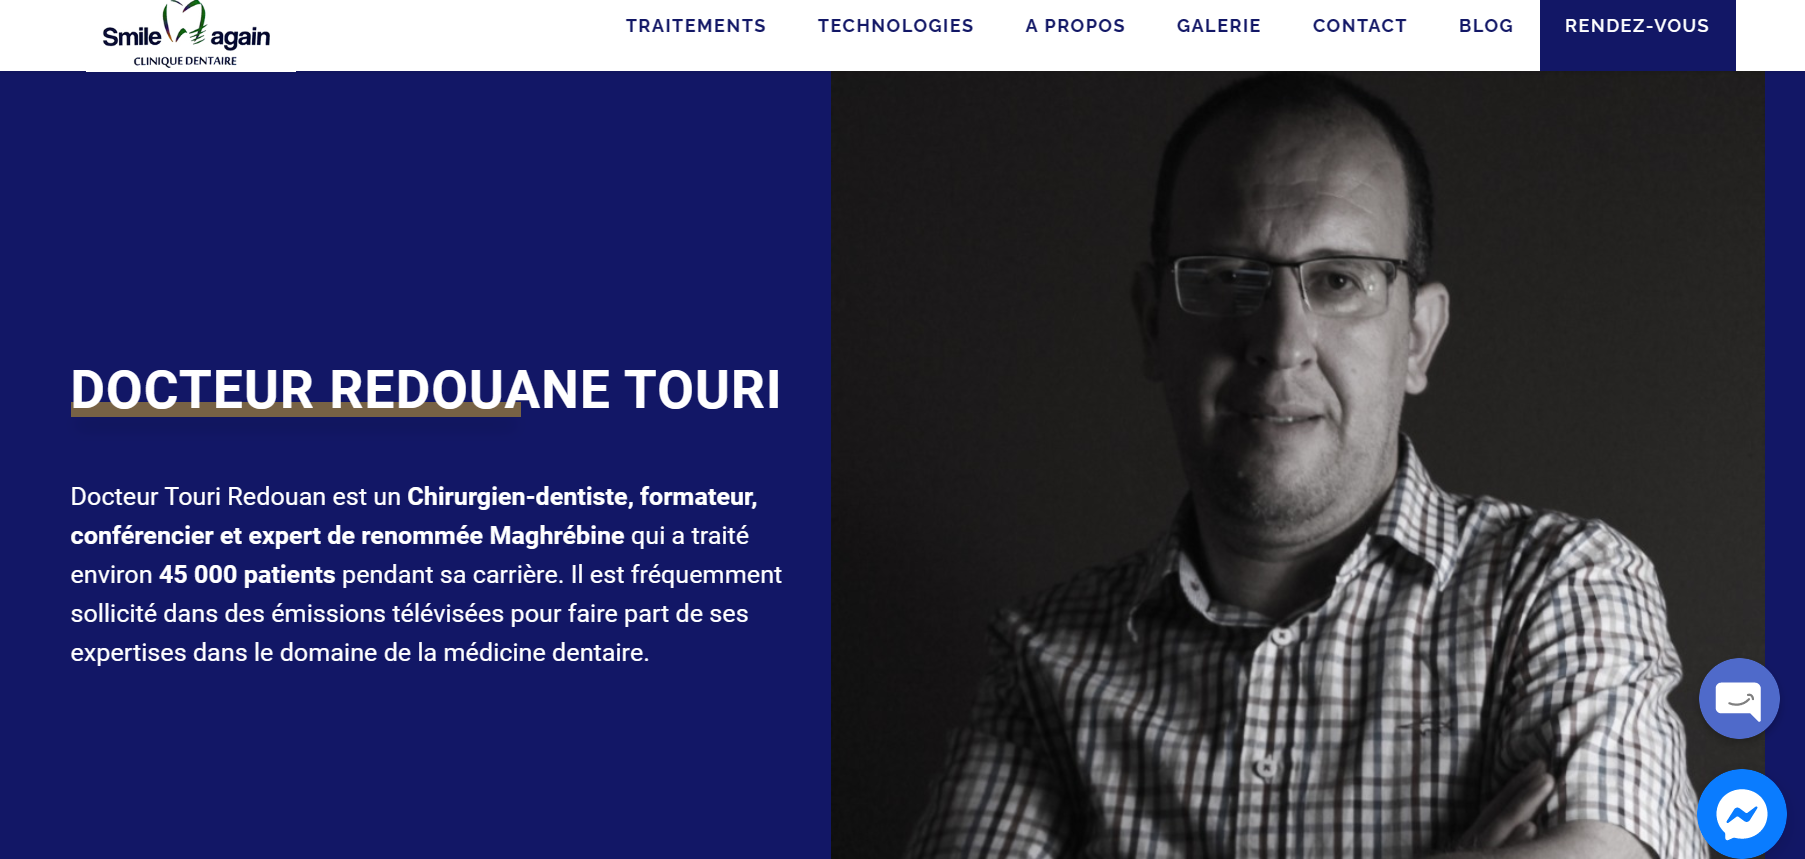 Smile again
CLINIQUE DENTAIRE
TRAITEMENTS
TECHNOLOGIES
A PROPOS
GALERIE
CONTACT
BLOG
RENDEZ-VOUS
DOCTEUR REDOUANE TOURI
Docteur Touri Redouan est un Chirurgien-dentiste, formateur,
conférencier et expert de renommée Maghrébine qui a traité
environ 45 000 patients pendant sa carrière. Il est fréquemment
sollicité dans des émissions télévisées pour faire part de ses
expertises dans le domaine de la médicine dentaire.